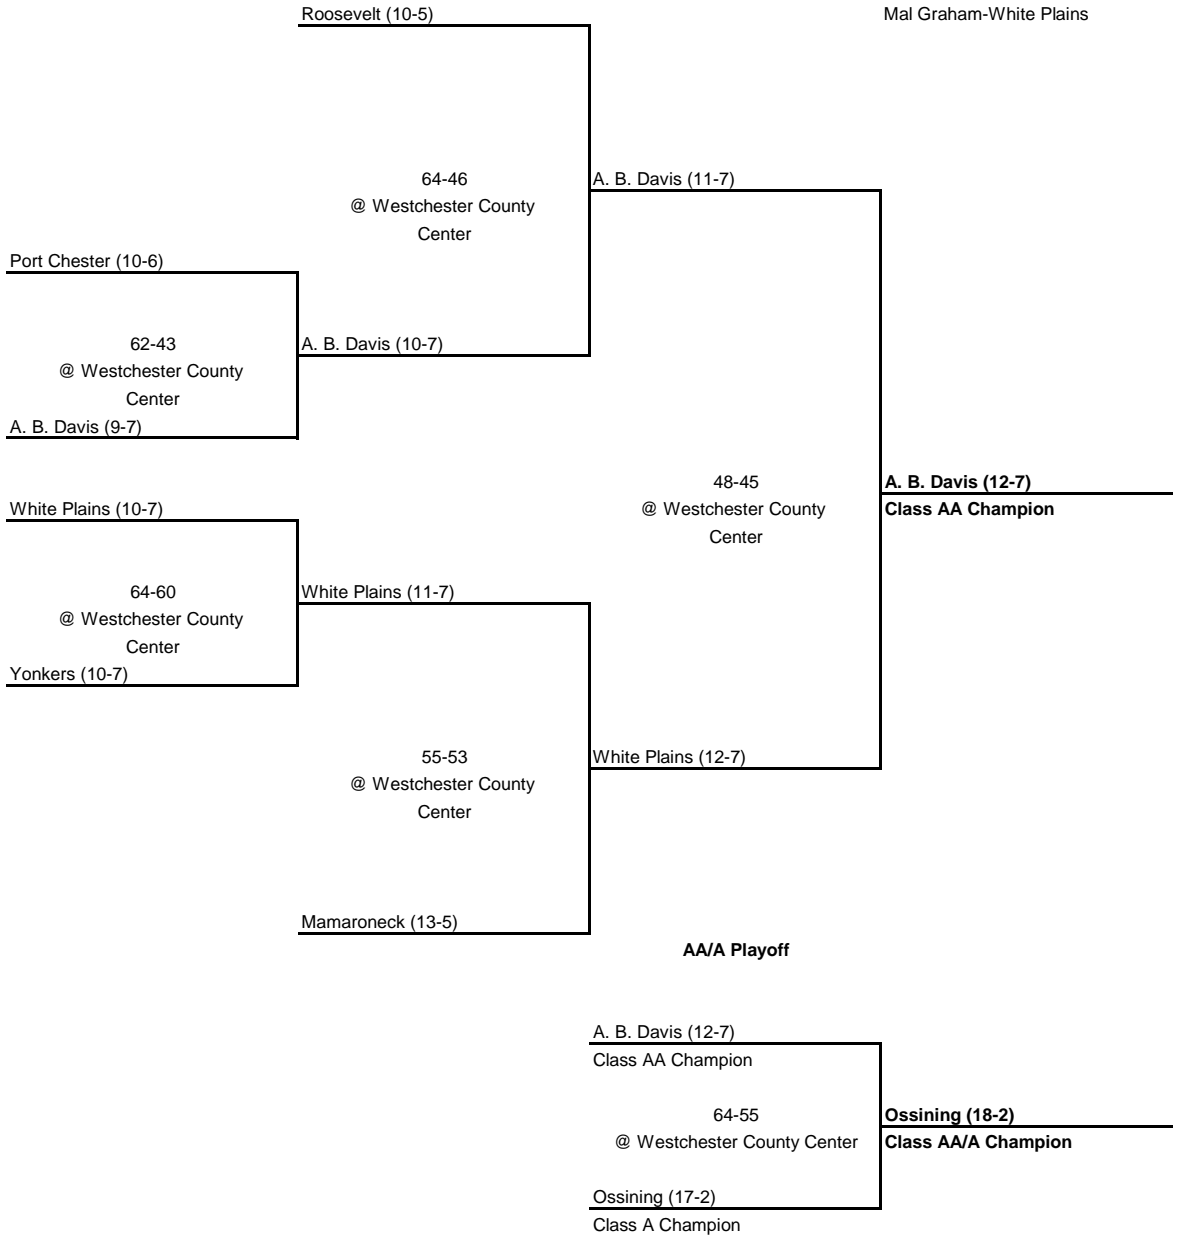 Roosevelt (10-5)
Mal Graham-White Plains
64-46
@ Westchester County
Center
A. B. Davis (11-7)
Port Chester (10-6)
62-43
@ Westchester County
Center
A. B. Davis (10-7)
A. B. Davis (9-7)
48-45
@ Westchester County
Center
A. B. Davis (12-7)
Class AA Champion
White Plains (10-7)
64-60
@ Westchester County
Center
White Plains (11-7)
Yonkers (10-7)
55-53
@ Westchester County
Center
White Plains (12-7)
Mamaroneck (13-5)
AA/A Playoff
A. B. Davis (12-7)
Class AA Champion
64-55
@ Westchester County Center
Ossining (18-2)
Class AA/A Champion
Ossining (17-2)
Class A Champion